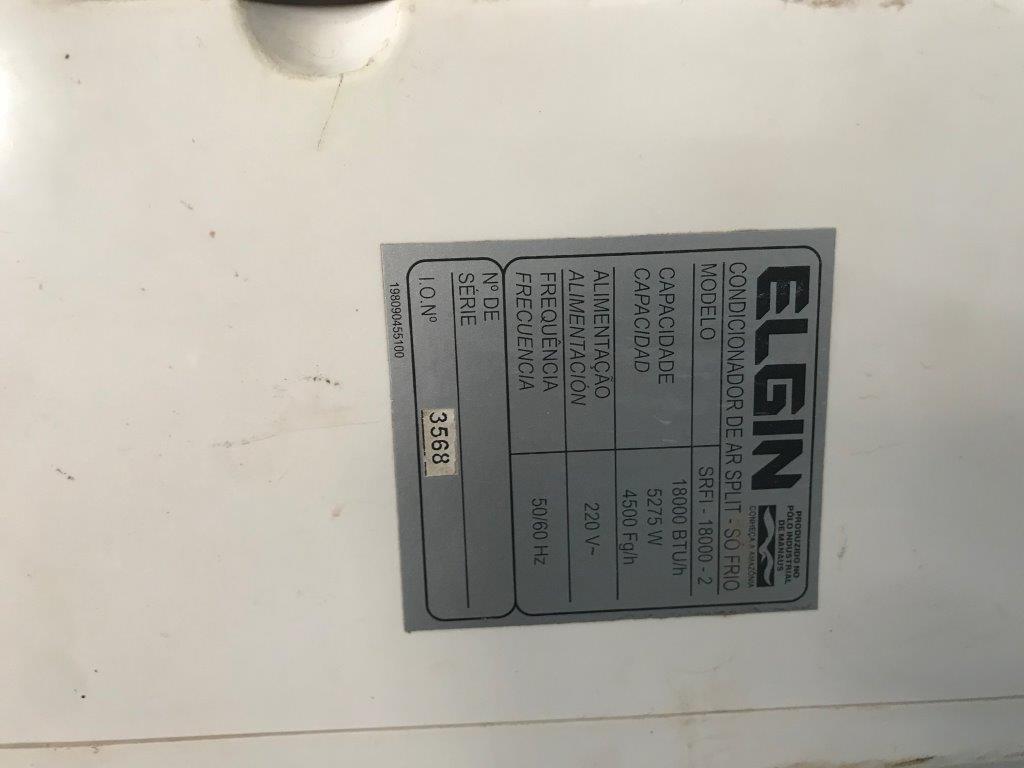 ELGIN
PRODUZIDO NO
PÓLO INDUSTRIAL
DE MANAUS
CONHEÇA A AMAZÔNIA
CONDICIONADOR DE AR SPLIT - SÓ FRIO
MODELO SRFI - 18000 - 2
CAPACIDADE 18000 BTU/h
CAPACIDAD 5275 W
4500 Fg/h
ALIMENTAÇÃO 220 V~
ALIMENTACIÓN
FREQUÊNCIA 50/60 Hz
FRECUENCIA
Nº DE
SÉRIE
I.O.Nº 3568
198090455100